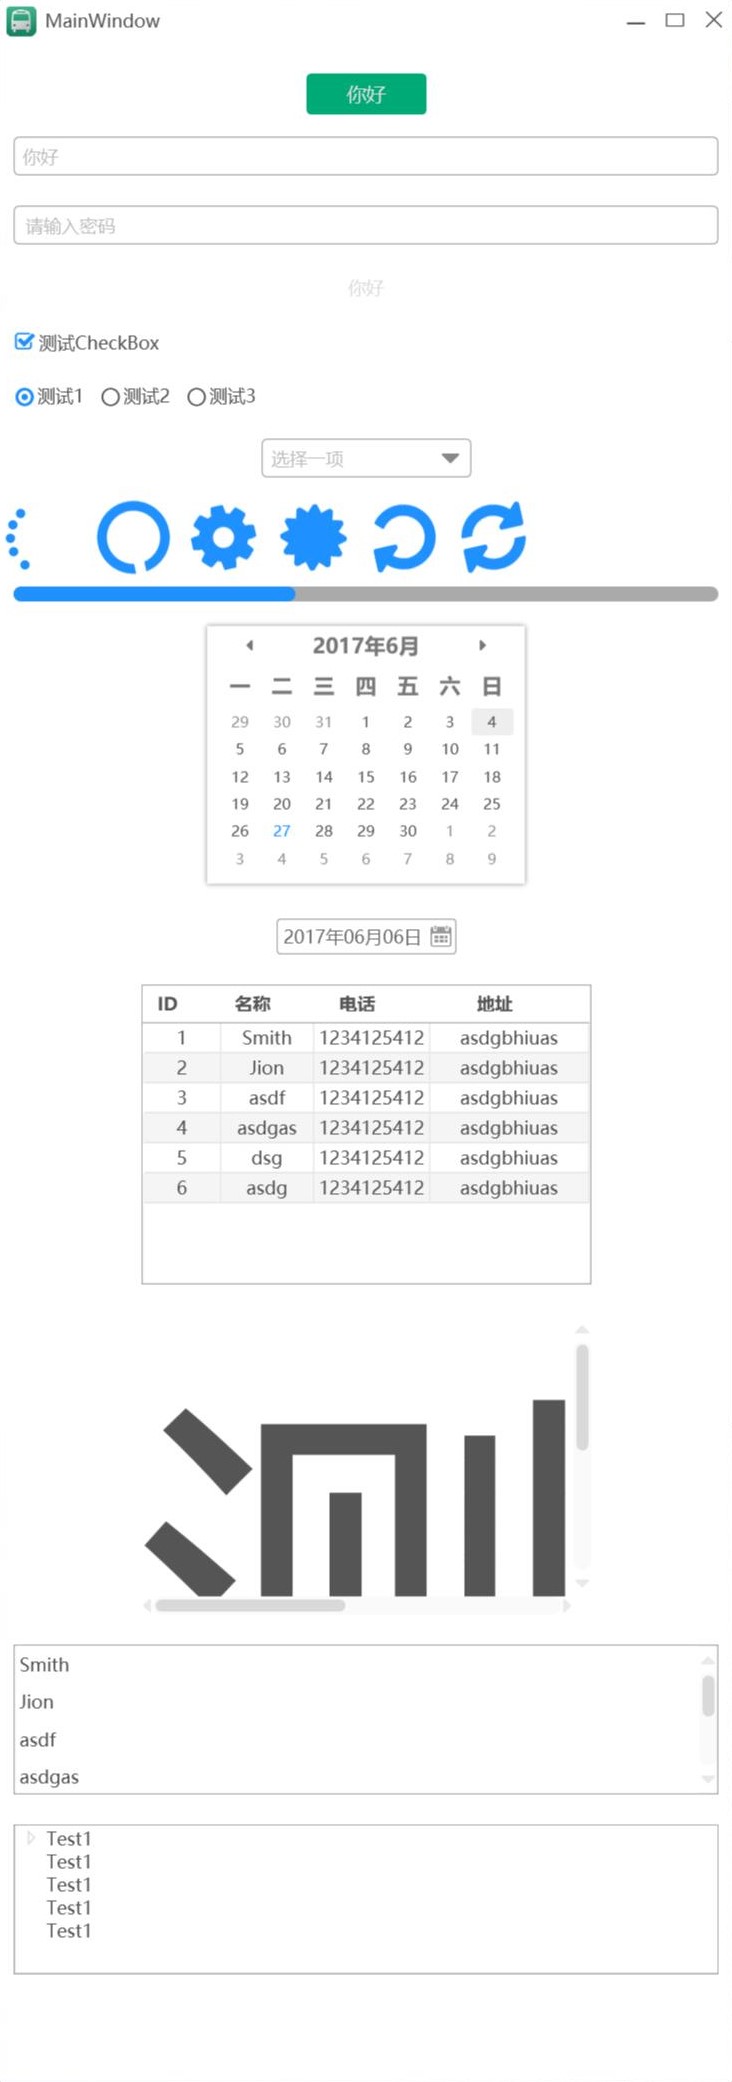 MainWindow
你好
你好
请输入密码
你好
测试CheckBox
测试1 测试2 测试3
选择一项
2017年6月
一 二 三 四 五 六 日
29 30 31 1 2 3 4
5 6 7 8 9 10 11
12 13 14 15 16 17 18
19 20 21 22 23 24 25
26 27 28 29 30 1 2
3 4 5 6 7 8 9
2017年06月06日
ID 名称 电话 地址
1 Smith 1234125412 asdgbhiuas
2 Jion 1234125412 asdgbhiuas
3 asdf 1234125412 asdgbhiuas
4 asdgas 1234125412 asdgbhiuas
5 dsg 1234125412 asdgbhiuas
6 asdg 1234125412 asdgbhiuas
Smith
Jion
asdf
asdgas
Test1
Test1
Test1
Test1
Test1